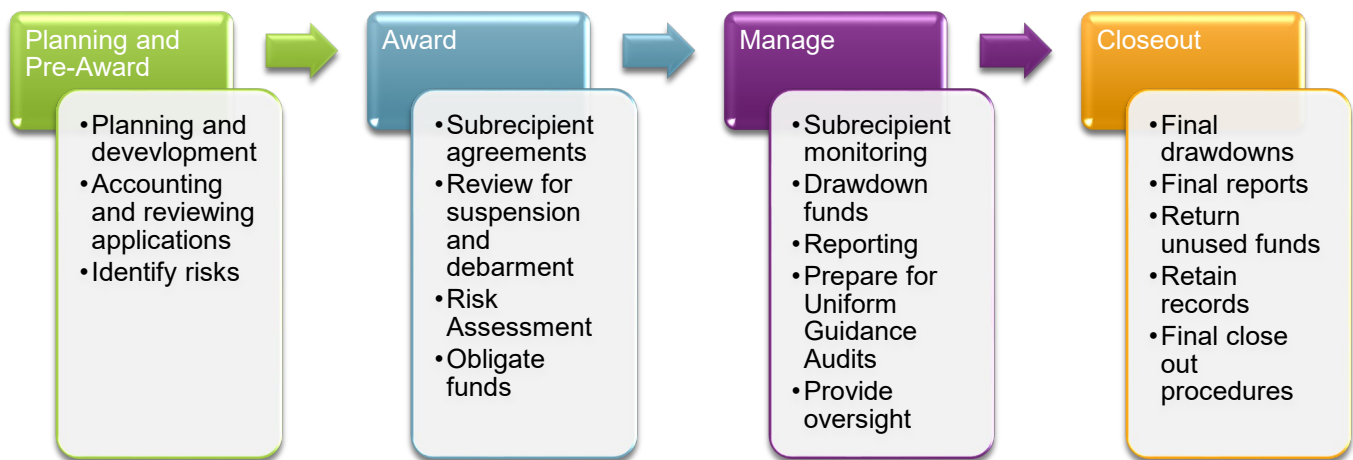 Planning and
Pre-Award
•Planning and
devevlopment
•Accounting
and reviewing
applications
•Identify risks
Award
•Subrecipient
agreements
•Review for
suspension
and
debarment
•Risk
Assessment
•Obligate
funds
Manage
•Subrecipient
monitoring
•Drawdown
funds
•Reporting
•Prepare for
Uniform
Guidance
Audits
•Provide
oversight
Closeout
•Final
drawdowns
•Final reports
•Return
unused funds
•Retain
records
•Final close
out
procedures